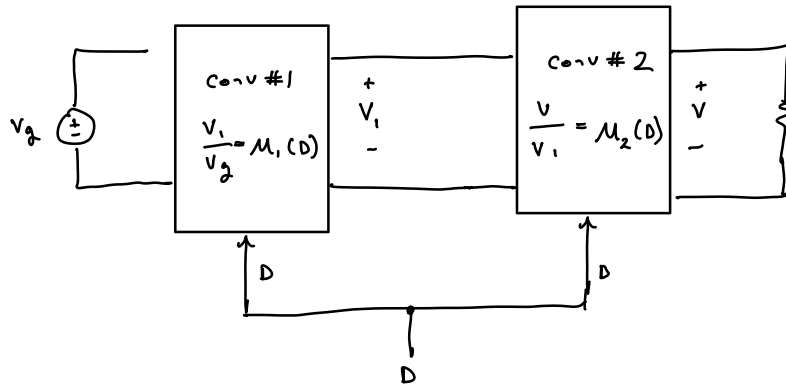 Conv #1
V₁/Vg = M₁(D)
Vg
+
-
+
V₁
-
Conv #2
V/V₁ = M₂(D)
+
V
-
D
D
D